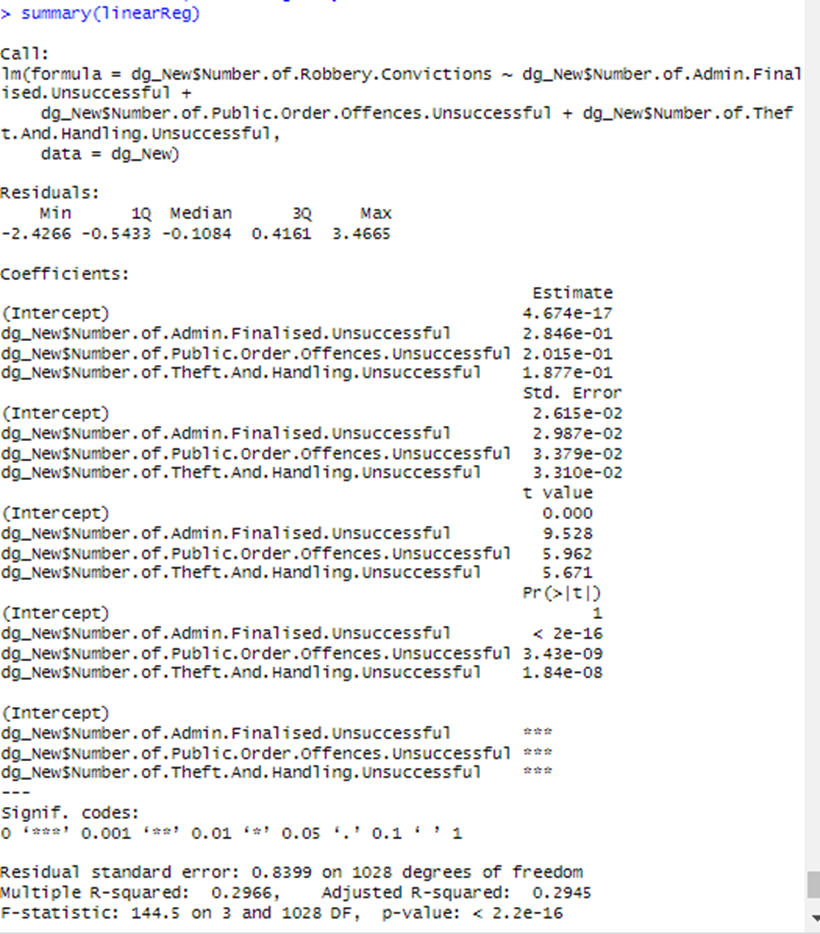 > summary(linearReg)
Call:
lm(formula = dg_New$Number.of.Robbery.Convictions ~ dg_New$Number.of.Admin.Final
ised.Unsuccessful +
    dg_New$Number.of.Public.Order.Offences.Unsuccessful + dg_New$Number.of.Thef
t.And.Handling.Unsuccessful,
    data = dg_New)
Residuals:
    Min      1Q  Median      3Q     Max
-2.4266 -0.5433 -0.1084  0.4161  3.4665
Coefficients:
                                                     Estimate
(Intercept)                                         4.674e-17
dg_New$Number.of.Admin.Finalised.Unsuccessful       2.846e-01
dg_New$Number.of.Public.Order.Offences.Unsuccessful 2.015e-01
dg_New$Number.of.Theft.And.Handling.Unsuccessful    1.877e-01
                                                    Std. Error
(Intercept)                                          2.615e-02
dg_New$Number.of.Admin.Finalised.Unsuccessful        2.987e-02
dg_New$Number.of.Public.Order.Offences.Unsuccessful  3.379e-02
dg_New$Number.of.Theft.And.Handling.Unsuccessful     3.310e-02
                                                    t value
(Intercept)                                           0.000
dg_New$Number.of.Admin.Finalised.Unsuccessful         9.528
dg_New$Number.of.Public.Order.Offences.Unsuccessful   5.962
dg_New$Number.of.Theft.And.Handling.Unsuccessful      5.671
                                                    Pr(>|t|)
(Intercept)                                                1
dg_New$Number.of.Admin.Finalised.Unsuccessful        < 2e-16
dg_New$Number.of.Public.Order.Offences.Unsuccessful 3.43e-09
dg_New$Number.of.Theft.And.Handling.Unsuccessful    1.84e-08
(Intercept)
dg_New$Number.of.Admin.Finalised.Unsuccessful       ***
dg_New$Number.of.Public.Order.Offences.Unsuccessful ***
dg_New$Number.of.Theft.And.Handling.Unsuccessful    ***
---
Signif. codes:
0 ‘***’ 0.001 ‘**’ 0.01 ‘*’ 0.05 ‘.’ 0.1 ‘ ’ 1
Residual standard error: 0.8399 on 1028 degrees of freedom
Multiple R-squared:  0.2966,    Adjusted R-squared:  0.2945
F-statistic: 144.5 on 3 and 1028 DF,  p-value: < 2.2e-16